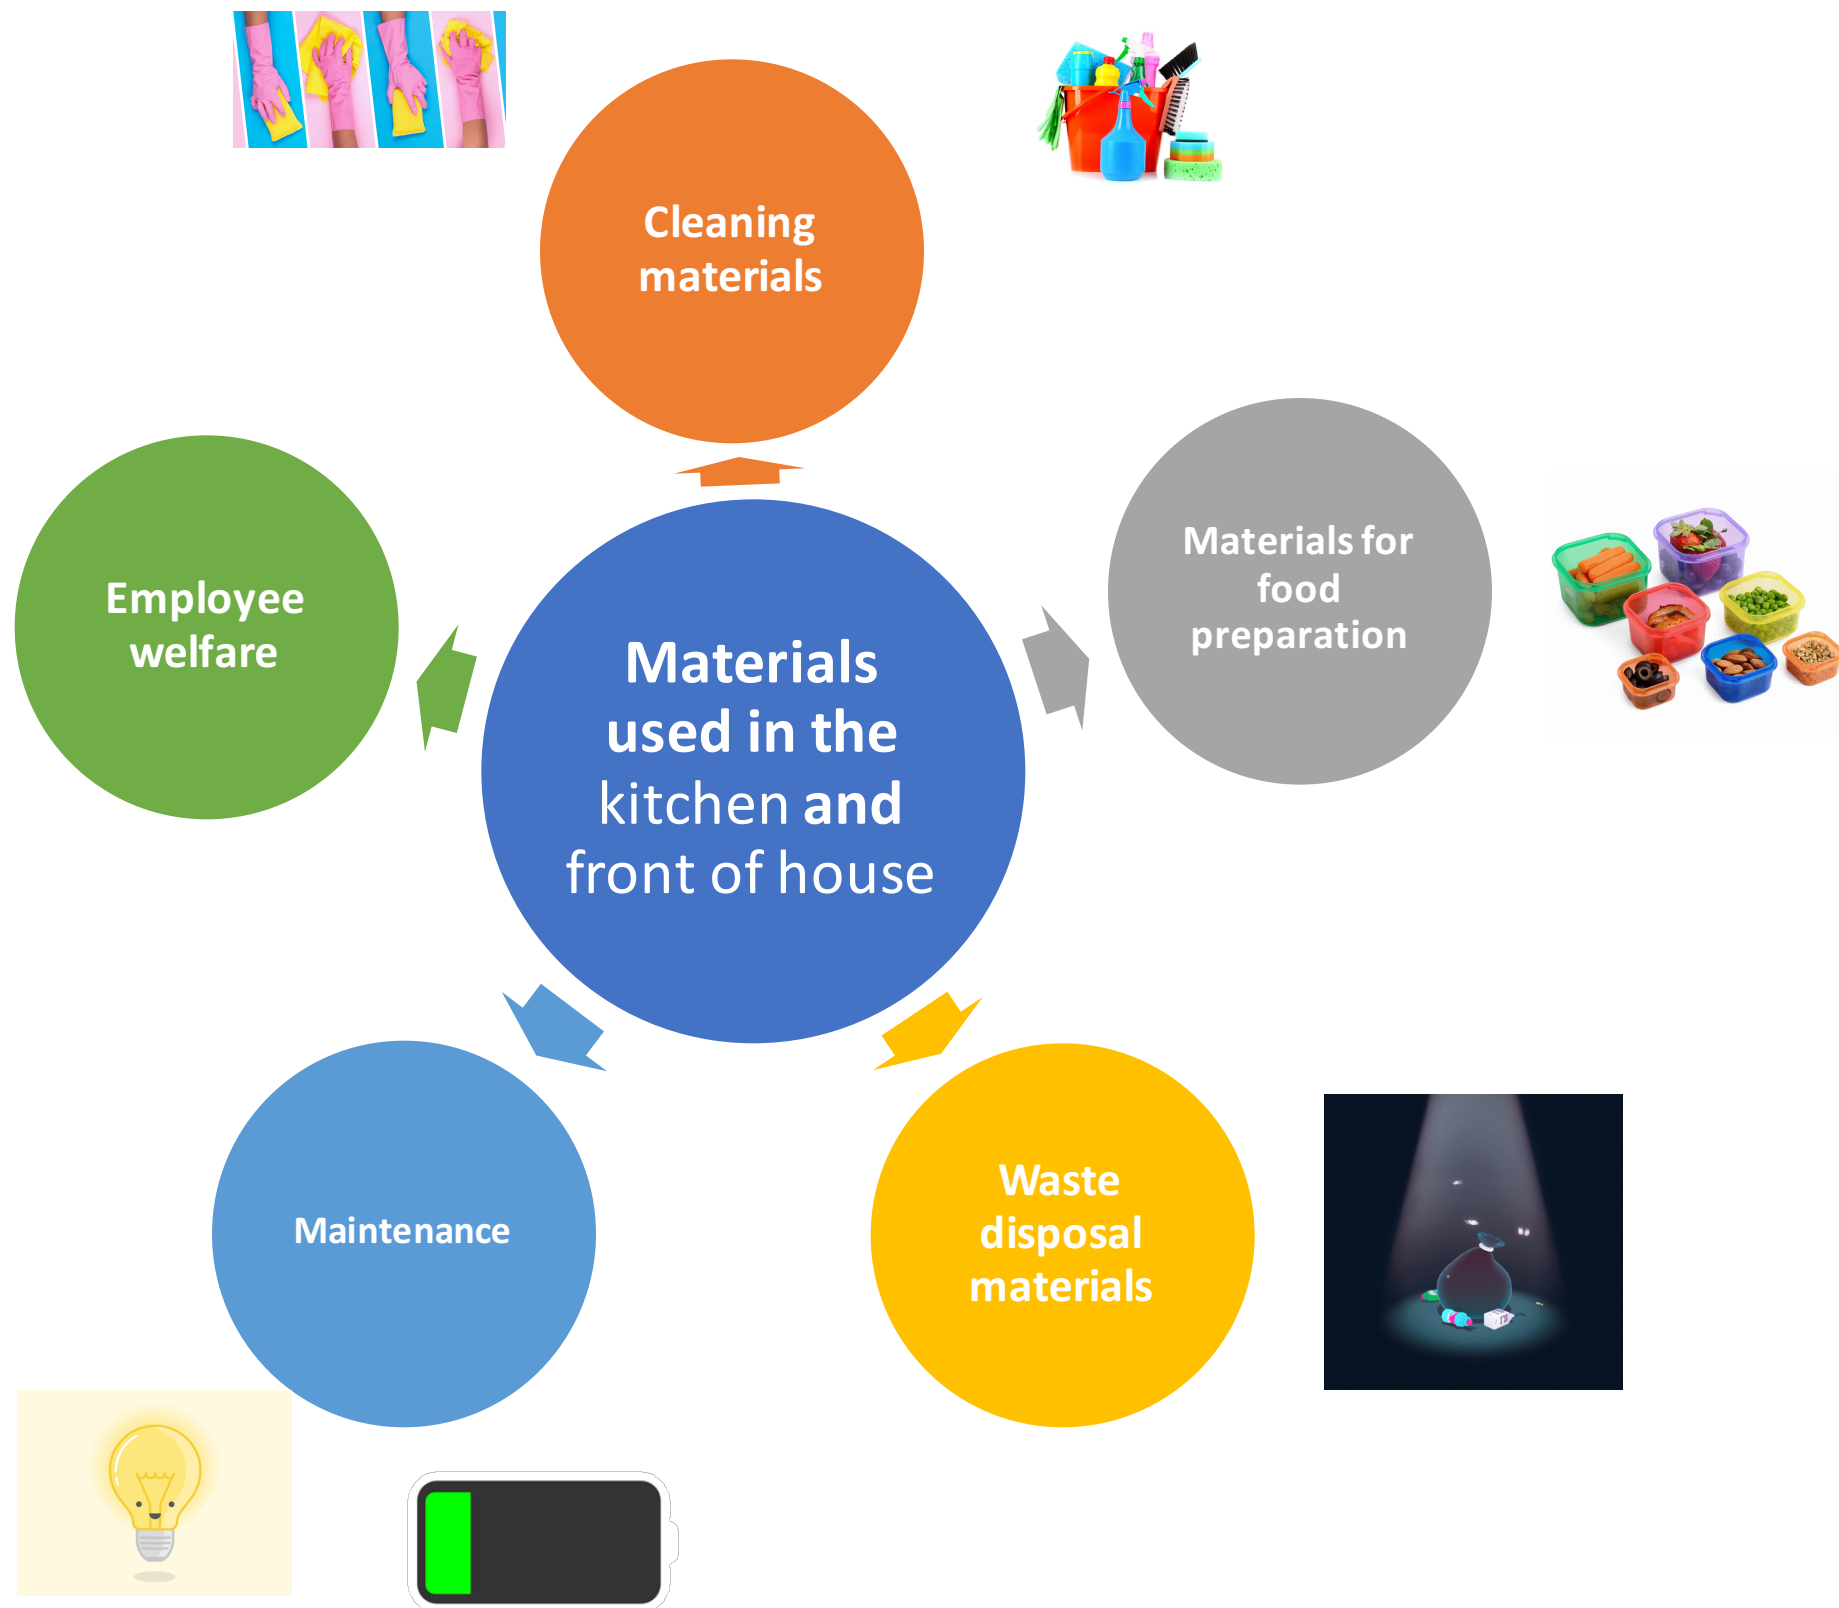 Cleaning
materials
Employee
welfare
Materials for
food
preparation
Materials
used in the
kitchen and
front of house
Maintenance
Waste
disposal
materials